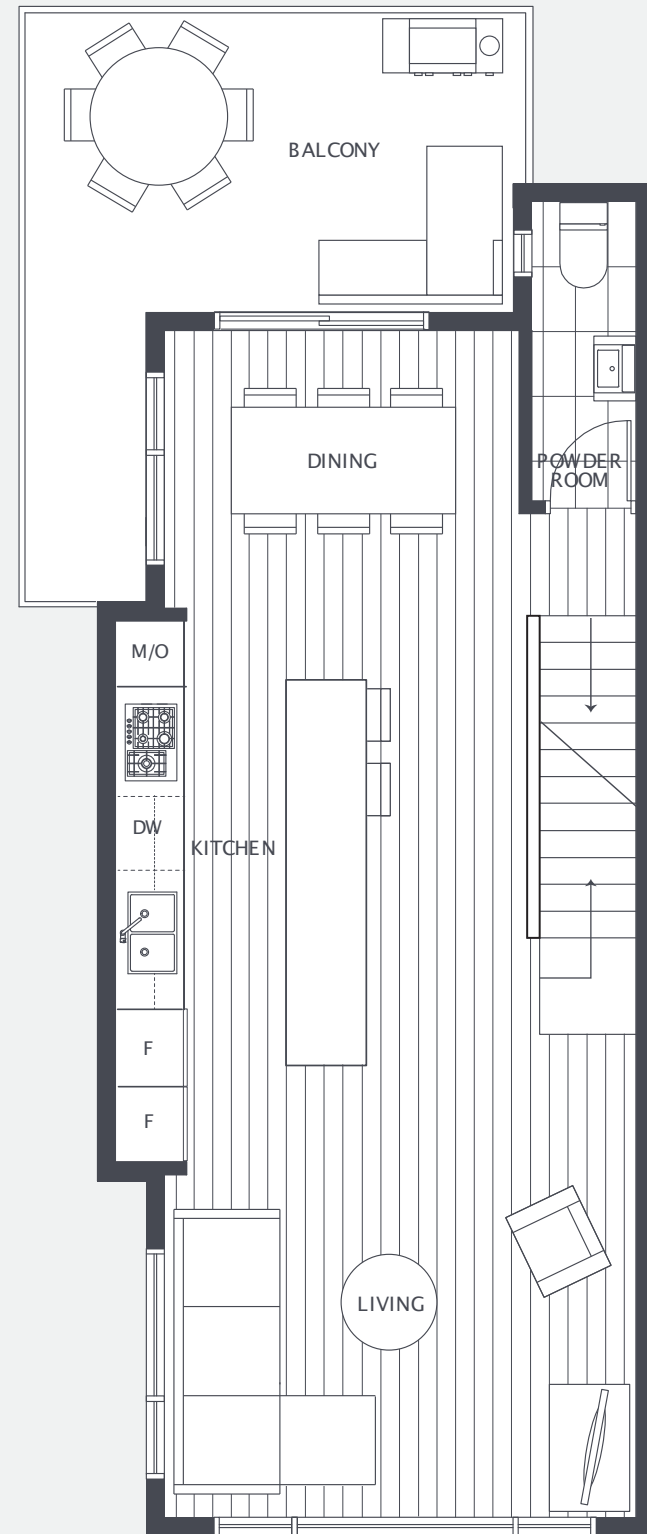 BALCONY
DINING
POWDER
ROOM
M/O
DW
KITCHEN
F
F
LIVING